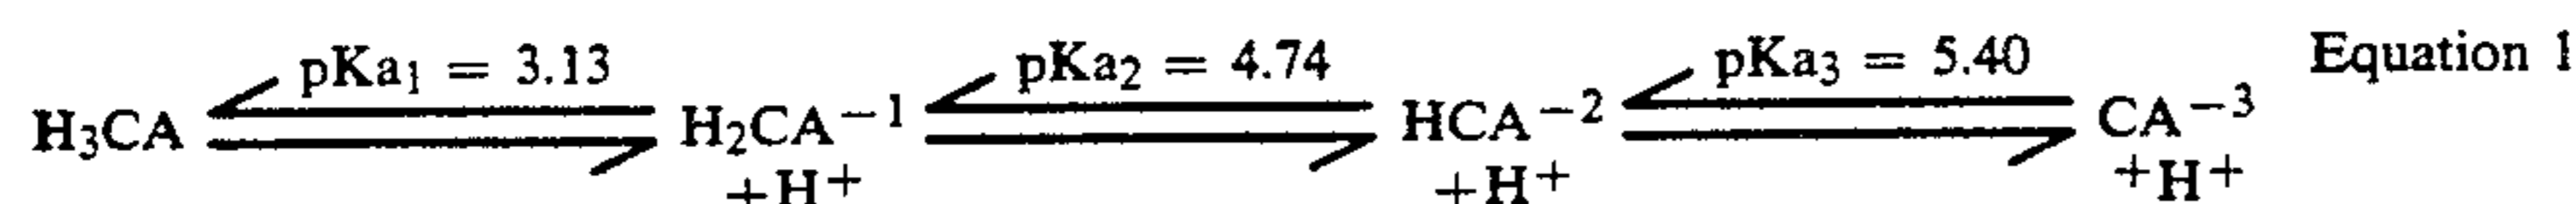 pKa₁ = 3.13 pKa₂ = 4.74 pKa₃ = 5.40 Equation 1
H₃CA ⇌ H₂CA⁻¹ ⇌ HCA⁻² ⇌ CA⁻³
+H⁺ +H⁺ +H⁺